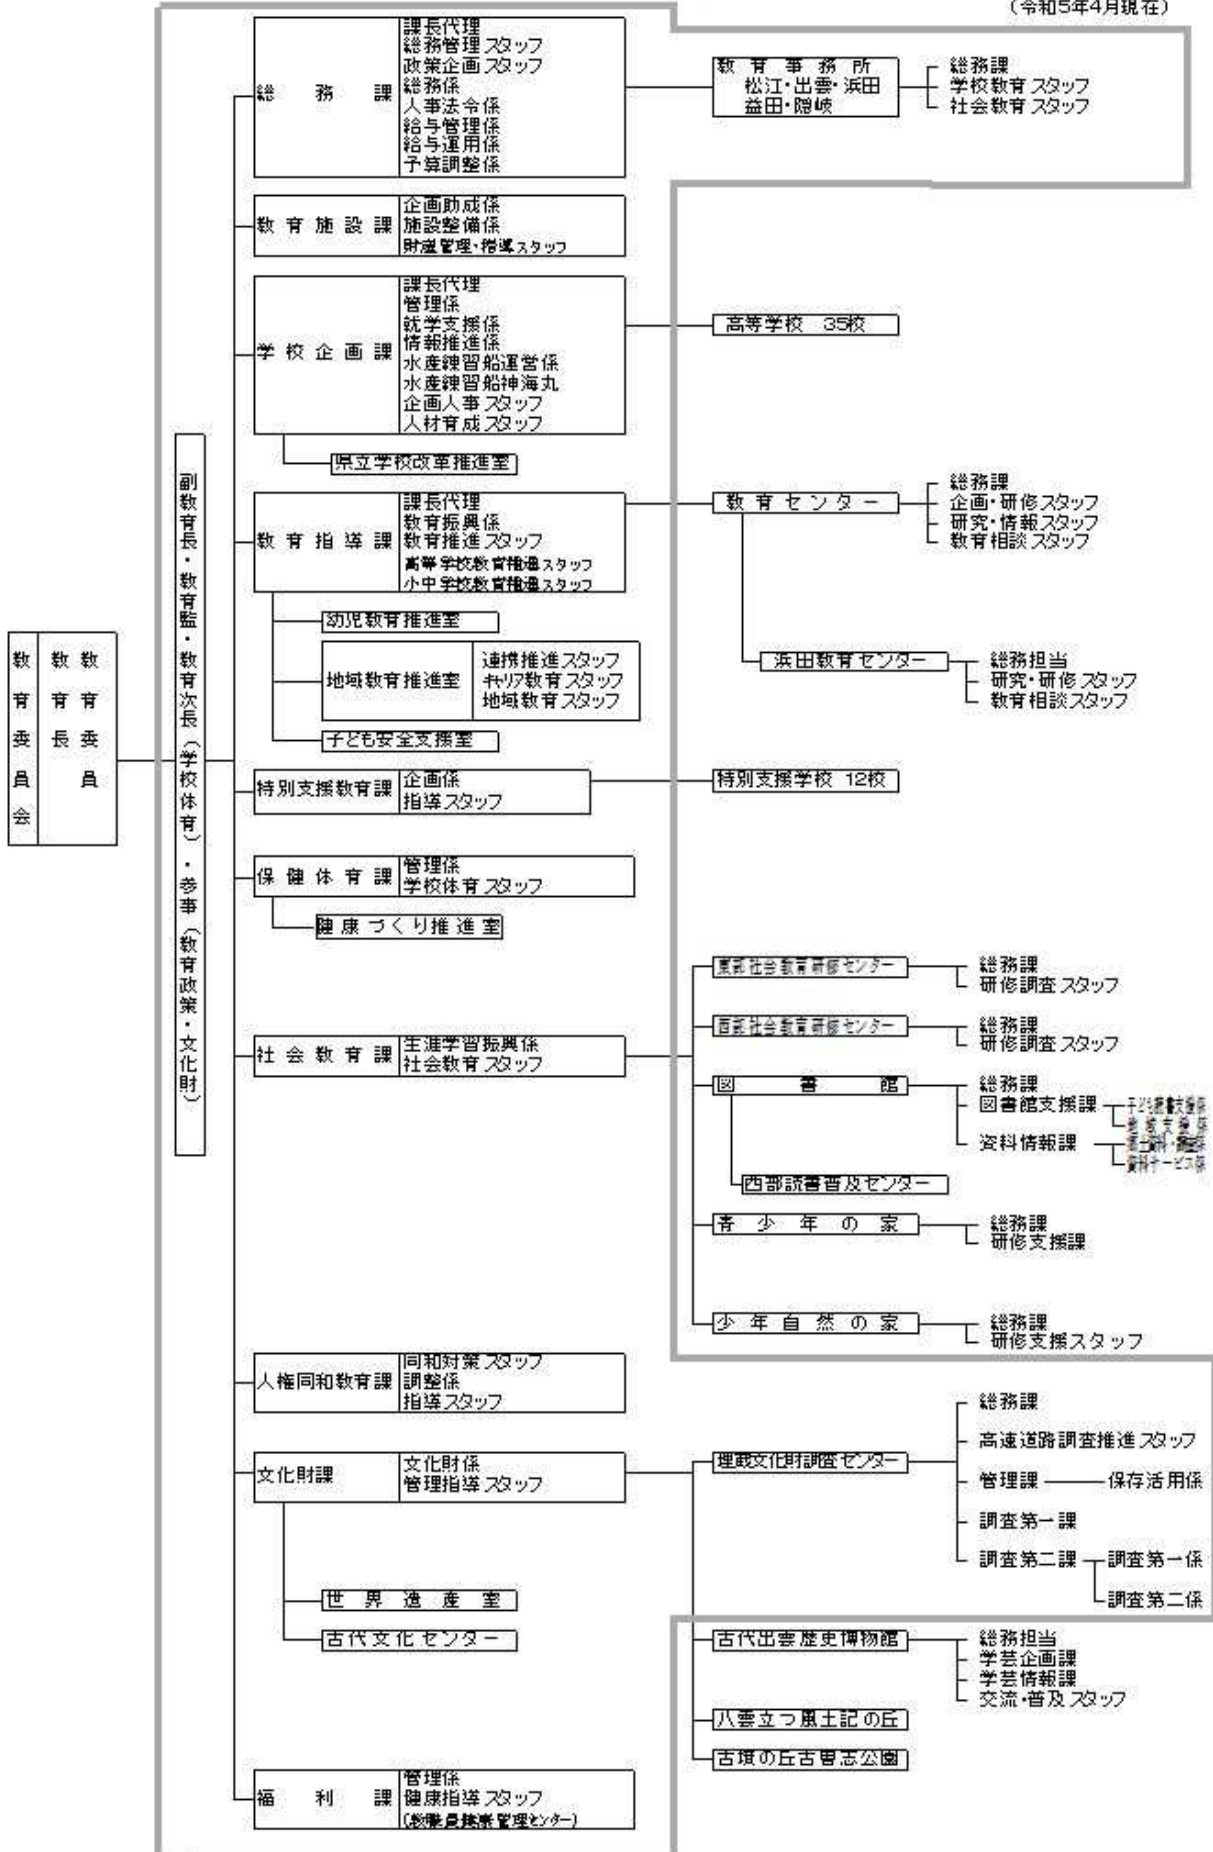 (令和5年4月現在)
教育委員会
教育長
教育委員
副教育長・教育監・教育次長(学校体育)・参事(教育政策・文化財)
総務課
課長代理
総務管理スタッフ
政策企画スタッフ
総務係
人事法令係
給与管理係
給与運用係
予算調整係
教育事務所
松江・出雲・浜田
益田・隠岐
総務課
学校教育スタッフ
社会教育スタッフ
教育施設課
企画助成係
施設整備係
財産管理・指導スタッフ
学校企画課
課長代理
管理係
就学支援係
情報推進係
水産練習船運営係
水産練習船神海丸
企画人事スタッフ
人材育成スタッフ
高等学校 35校
県立学校改革推進室
教育指導課
課長代理
教育振興係
教育推進スタッフ
高等学校教育推進スタッフ
小中学校教育推進スタッフ
教育センター
総務課
企画・研修スタッフ
研究・情報スタッフ
教育相談スタッフ
幼児教育推進室
地域教育推進室
連携推進スタッフ
キャリア教育スタッフ
地域教育スタッフ
浜田教育センター
総務担当
研究・研修スタッフ
教育相談スタッフ
子ども安全支援室
特別支援教育課
企画係
指導スタッフ
特別支援学校 12校
保健体育課
管理係
学校体育スタッフ
健康づくり推進室
社会教育課
生涯学習振興係
社会教育スタッフ
東部社会教育研修センター
総務課
研修調査スタッフ
西部社会教育研修センター
総務課
研修調査スタッフ
図書館
総務課
図書館支援課
子ども読書支援係
地域支援係
資料情報課
郷土資料・調査係
資料サービス係
西部読書普及センター
青少年の家
総務課
研修支援課
少年自然の家
総務課
研修支援スタッフ
人権同和教育課
同和対策スタッフ
調整係
指導スタッフ
文化財課
文化財係
管理指導スタッフ
埋蔵文化財調査センター
総務課
高速道路調査推進スタッフ
管理課
保存活用係
調査第一課
調査第二課
調査第一係
調査第二係
世界遺産室
古代文化センター
古代出雲歴史博物館
総務担当
学芸企画課
学芸情報課
交流・普及スタッフ
八雲立つ風土記の丘
古墳の丘古曽志公園
福利課
管理係
健康指導スタッフ
(教職員健康管理センター)